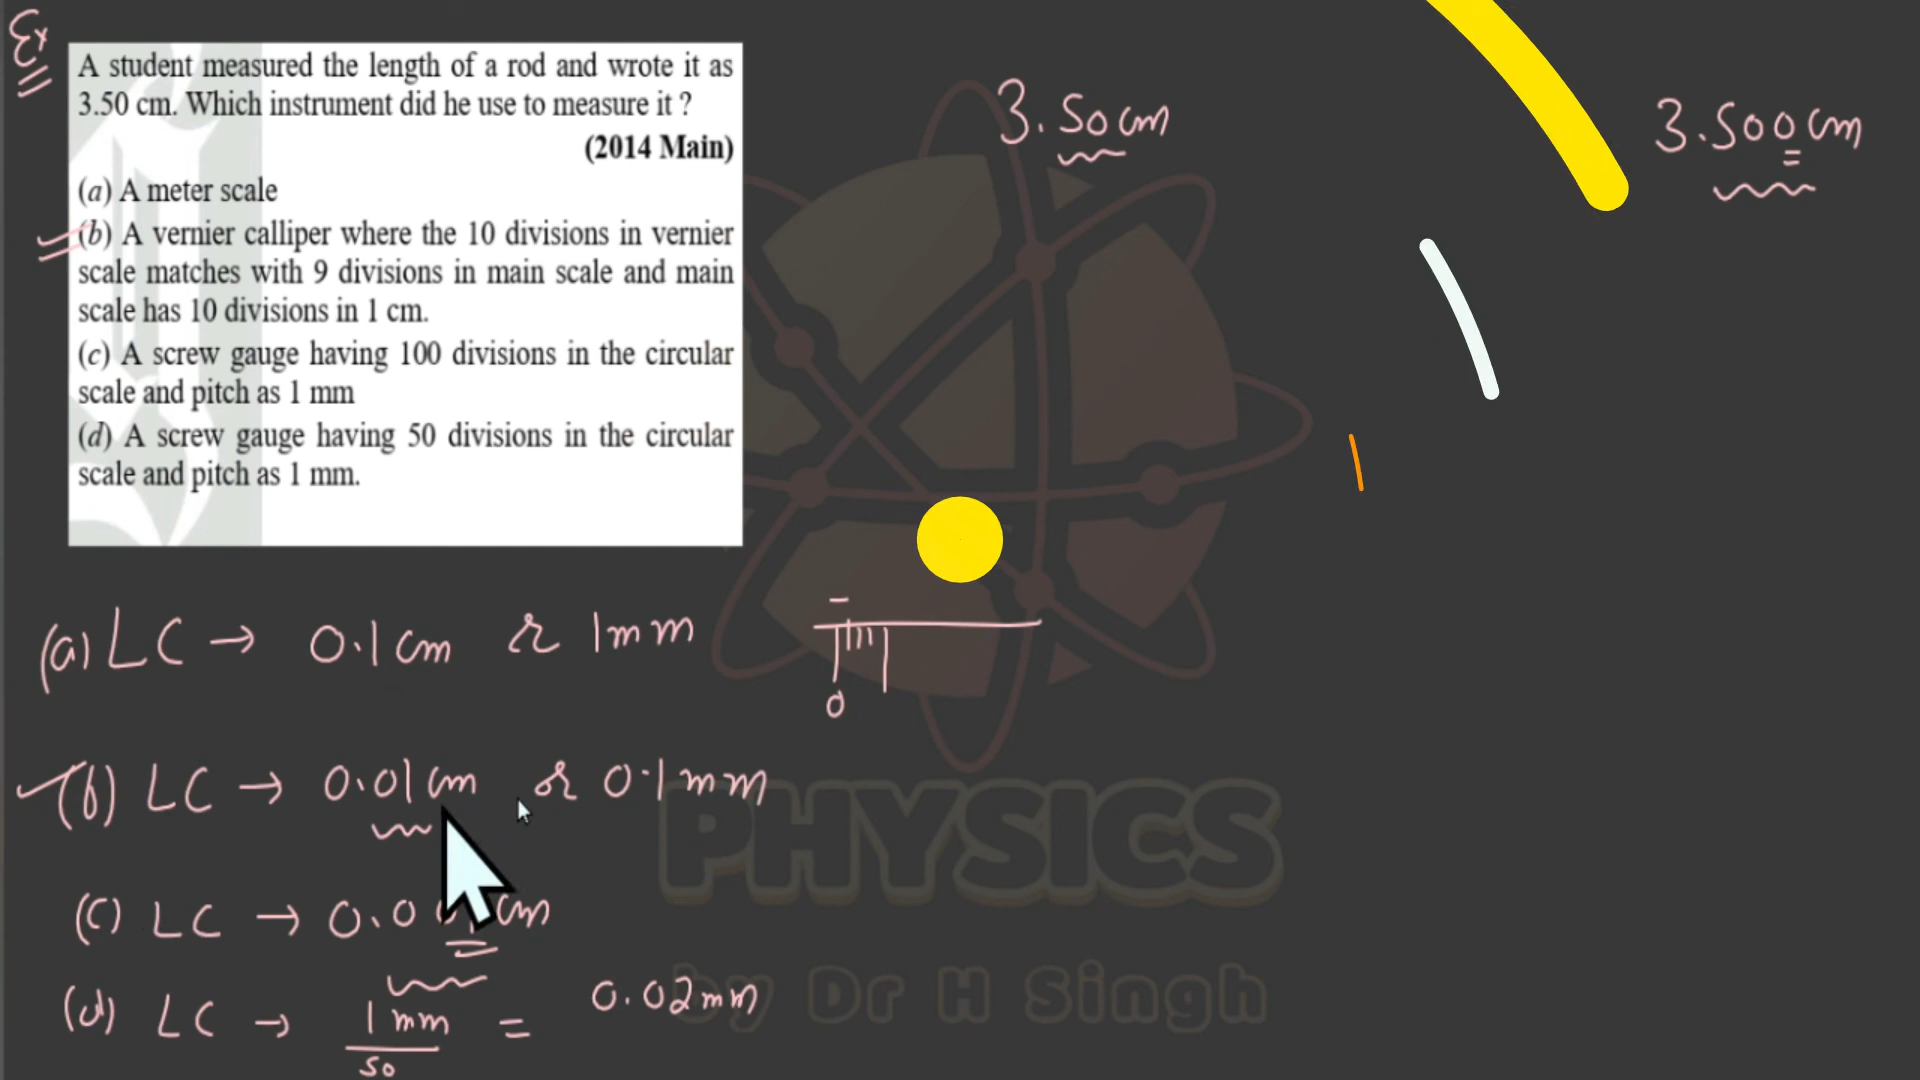 Ex
A student measured the length of a rod and wrote it as
3.50 cm. Which instrument did he use to measure it ?
(2014 Main)
(a) A meter scale
(b) A vernier calliper where the 10 divisions in vernier
scale matches with 9 divisions in main scale and main
scale has 10 divisions in 1 cm.
(c) A screw gauge having 100 divisions in the circular
scale and pitch as 1 mm
(d) A screw gauge having 50 divisions in the circular
scale and pitch as 1 mm.
3.50 cm
3.500 cm
(a) LC → 0.1 cm or 1 mm
0
(b) LC → 0.01 cm or 0.1 mm
(c) LC → cm
(d) LC → 1 mm = 0.02 mm
50
PHYSICS
by Dr H Singh